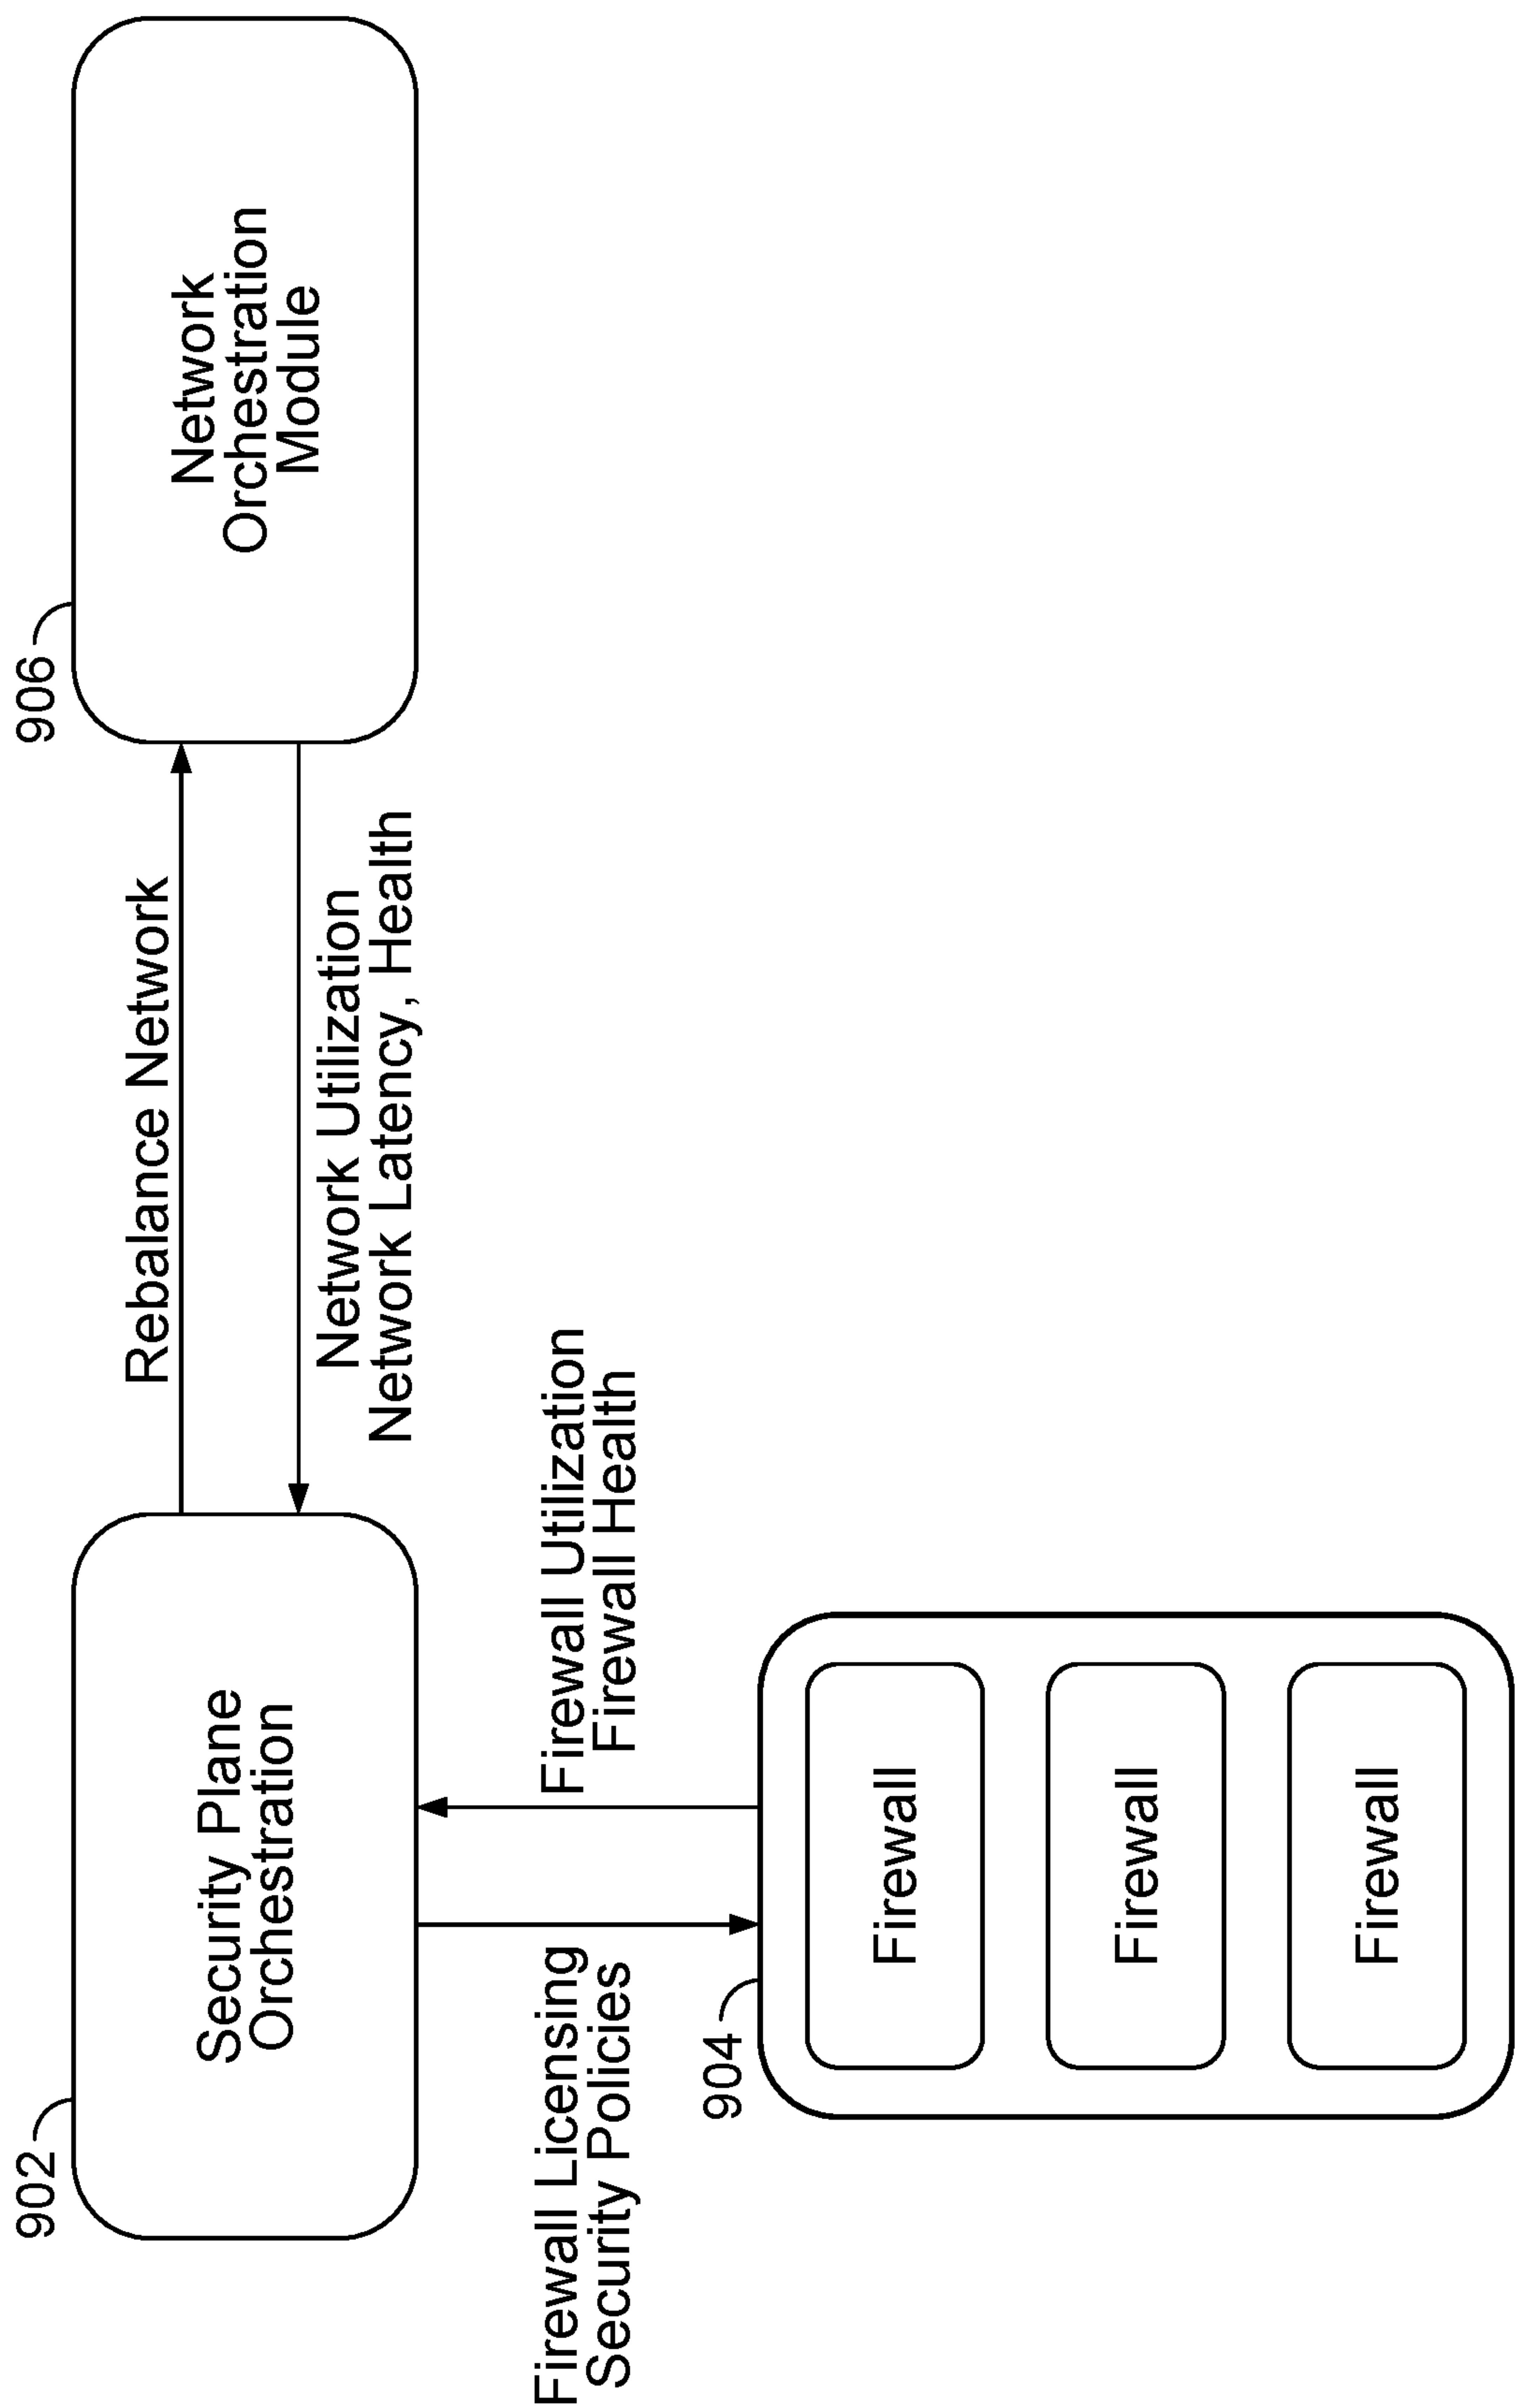 902
Security Plane
Orchestration
Rebalance Network
Network Utilization
Network Latency, Health
906
Network
Orchestration
Module
Firewall Licensing
Security Policies
Firewall Utilization
Firewall Health
904
Firewall
Firewall
Firewall